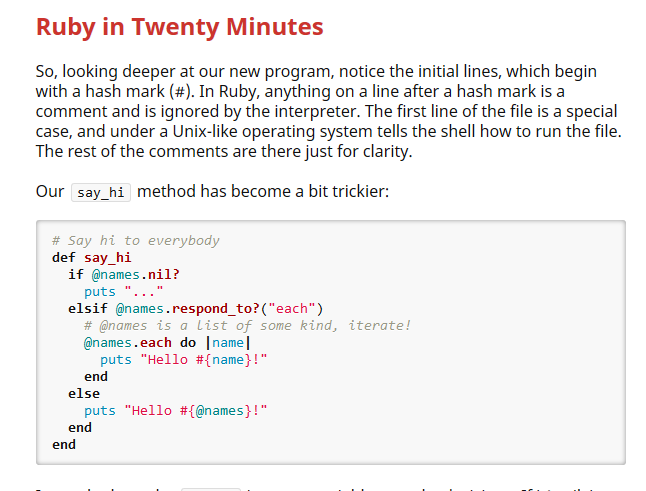 Ruby in Twenty Minutes
So, looking deeper at our new program, notice the initial lines, which begin
with a hash mark (#). In Ruby, anything on a line after a hash mark is a
comment and is ignored by the interpreter. The first line of the file is a special
case, and under a Unix-like operating system tells the shell how to run the file.
The rest of the comments are there just for clarity.
Our say_hi method has become a bit trickier:
# Say hi to everybody
def say_hi
  if @names.nil?
    puts "..."
  elsif @names.respond_to?("each")
    # @names is a list of some kind, iterate!
    @names.each do |name|
      puts "Hello #{name}!"
    end
  else
    puts "Hello #{@names}!"
  end
end